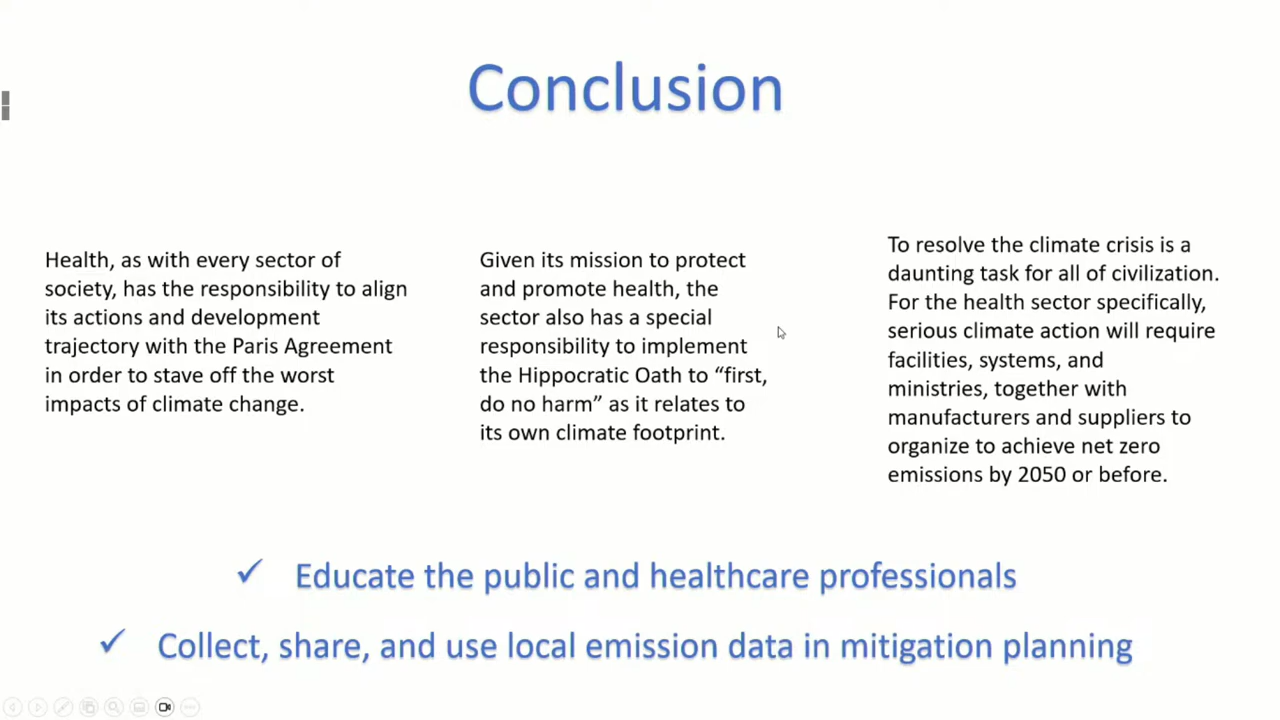 Conclusion
Health, as with every sector of
society, has the responsibility to align
its actions and development
trajectory with the Paris Agreement
in order to stave off the worst
impacts of climate change.
Given its mission to protect
and promote health, the
sector also has a special
responsibility to implement
the Hippocratic Oath to “first,
do no harm” as it relates to
its own climate footprint.
To resolve the climate crisis is a
daunting task for all of civilization.
For the health sector specifically,
serious climate action will require
facilities, systems, and
ministries, together with
manufacturers and suppliers to
organize to achieve net zero
emissions by 2050 or before.
✓ Educate the public and healthcare professionals
✓ Collect, share, and use local emission data in mitigation planning